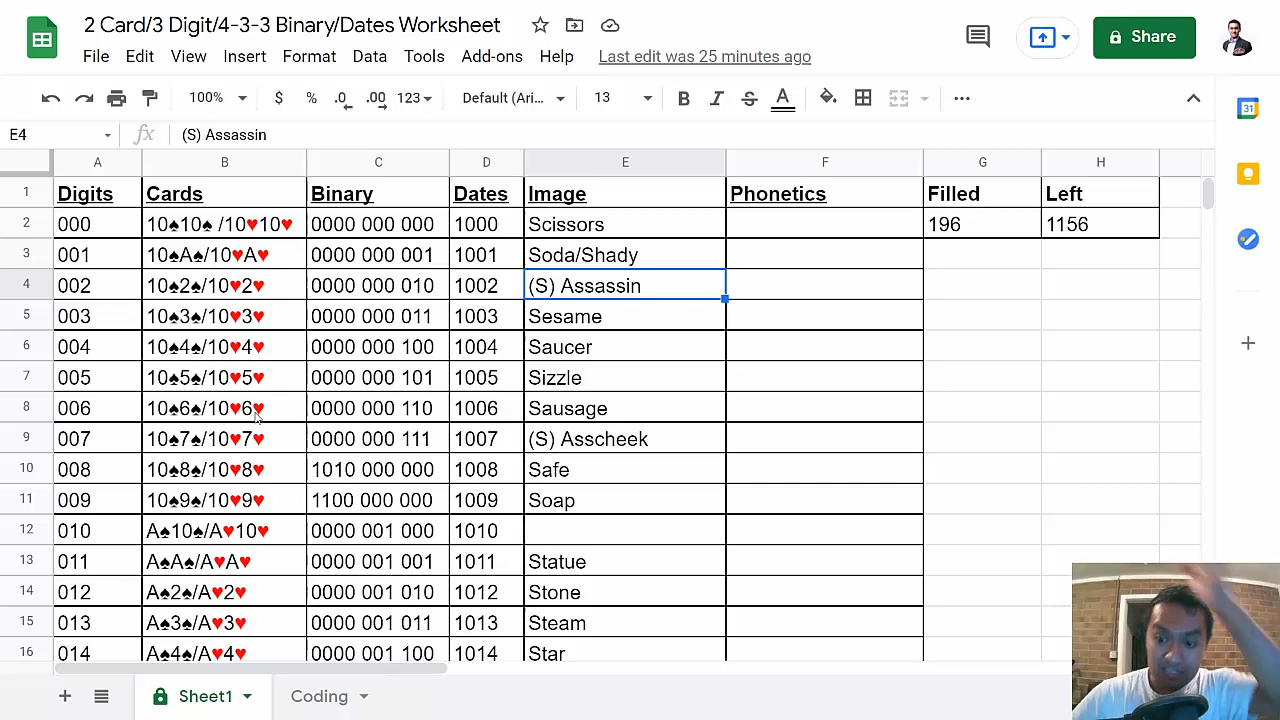 2 Card/3 Digit/4-3-3 Binary/Dates Worksheet
File Edit View Insert Format Data Tools Add-ons Help Last edit was 25 minutes ago
Share
100% $ % .0 .00 123 Default (Ari... 13 B I S A
31
E4 fx (S) Assassin
A B C D E F G H
1 Digits Cards Binary Dates Image Phonetics Filled Left
2 000 10♠10♠ /10♥10♥ 0000 000 000 1000 Scissors 196 1156
3 001 10♠A♠/10♥A♥ 0000 000 001 1001 Soda/Shady
4 002 10♠2♠/10♥2♥ 0000 000 010 1002 (S) Assassin
5 003 10♠3♠/10♥3♥ 0000 000 011 1003 Sesame
6 004 10♠4♠/10♥4♥ 0000 000 100 1004 Saucer
7 005 10♠5♠/10♥5♥ 0000 000 101 1005 Sizzle
8 006 10♠6♠/10♥6♥ 0000 000 110 1006 Sausage
9 007 10♠7♠/10♥7♥ 0000 000 111 1007 (S) Asscheek
10 008 10♠8♠/10♥8♥ 1010 000 000 1008 Safe
11 009 10♠9♠/10♥9♥ 1100 000 000 1009 Soap
12 010 A♠10♠/A♥10♥ 0000 001 000 1010
13 011 A♠A♠/A♥A♥ 0000 001 001 1011 Statue
14 012 A♠2♠/A♥2♥ 0000 001 010 1012 Stone
15 013 A♠3♠/A♥3♥ 0000 001 011 1013 Steam
16 014 A♠4♠/A♥4♥ 0000 001 100 1014 Star
Sheet1 Coding